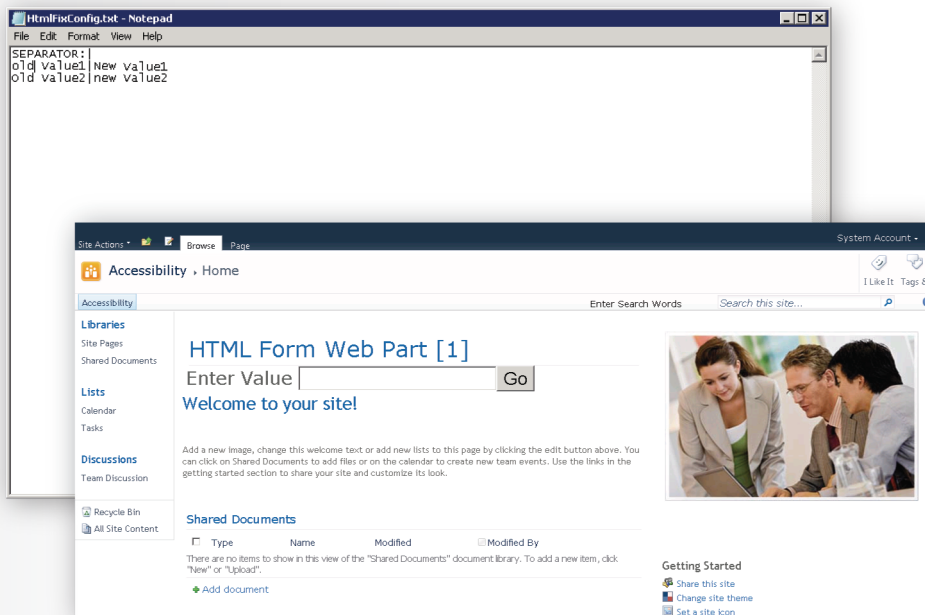 HtmlFixConfig.txt - Notepad
File Edit Format View Help
SEPARATOR:|
old Value1|New Value1
old Value2|new Value2
Site Actions Browse Page System Account
Accessibility Home
I Like It Tags &
Accessibility Enter Search Words Search this site...
Libraries
Site Pages
Shared Documents
Lists
Calendar
Tasks
Discussions
Team Discussion
Recycle Bin
All Site Content
HTML Form Web Part [1]
Enter Value Go
Welcome to your site!
Add a new image, change this welcome text or add new lists to this page by clicking the edit button above. You
can click on Shared Documents to add files or on the calendar to create new team events. Use the links in the
getting started section to share your site and customize its look.
Shared Documents
Type Name Modified Modified By
There are no items to show in this view of the "Shared Documents" document library. To add a new item, click
"New" or "Upload".
Add document
Getting Started
Share this site
Change site theme
Set a site icon